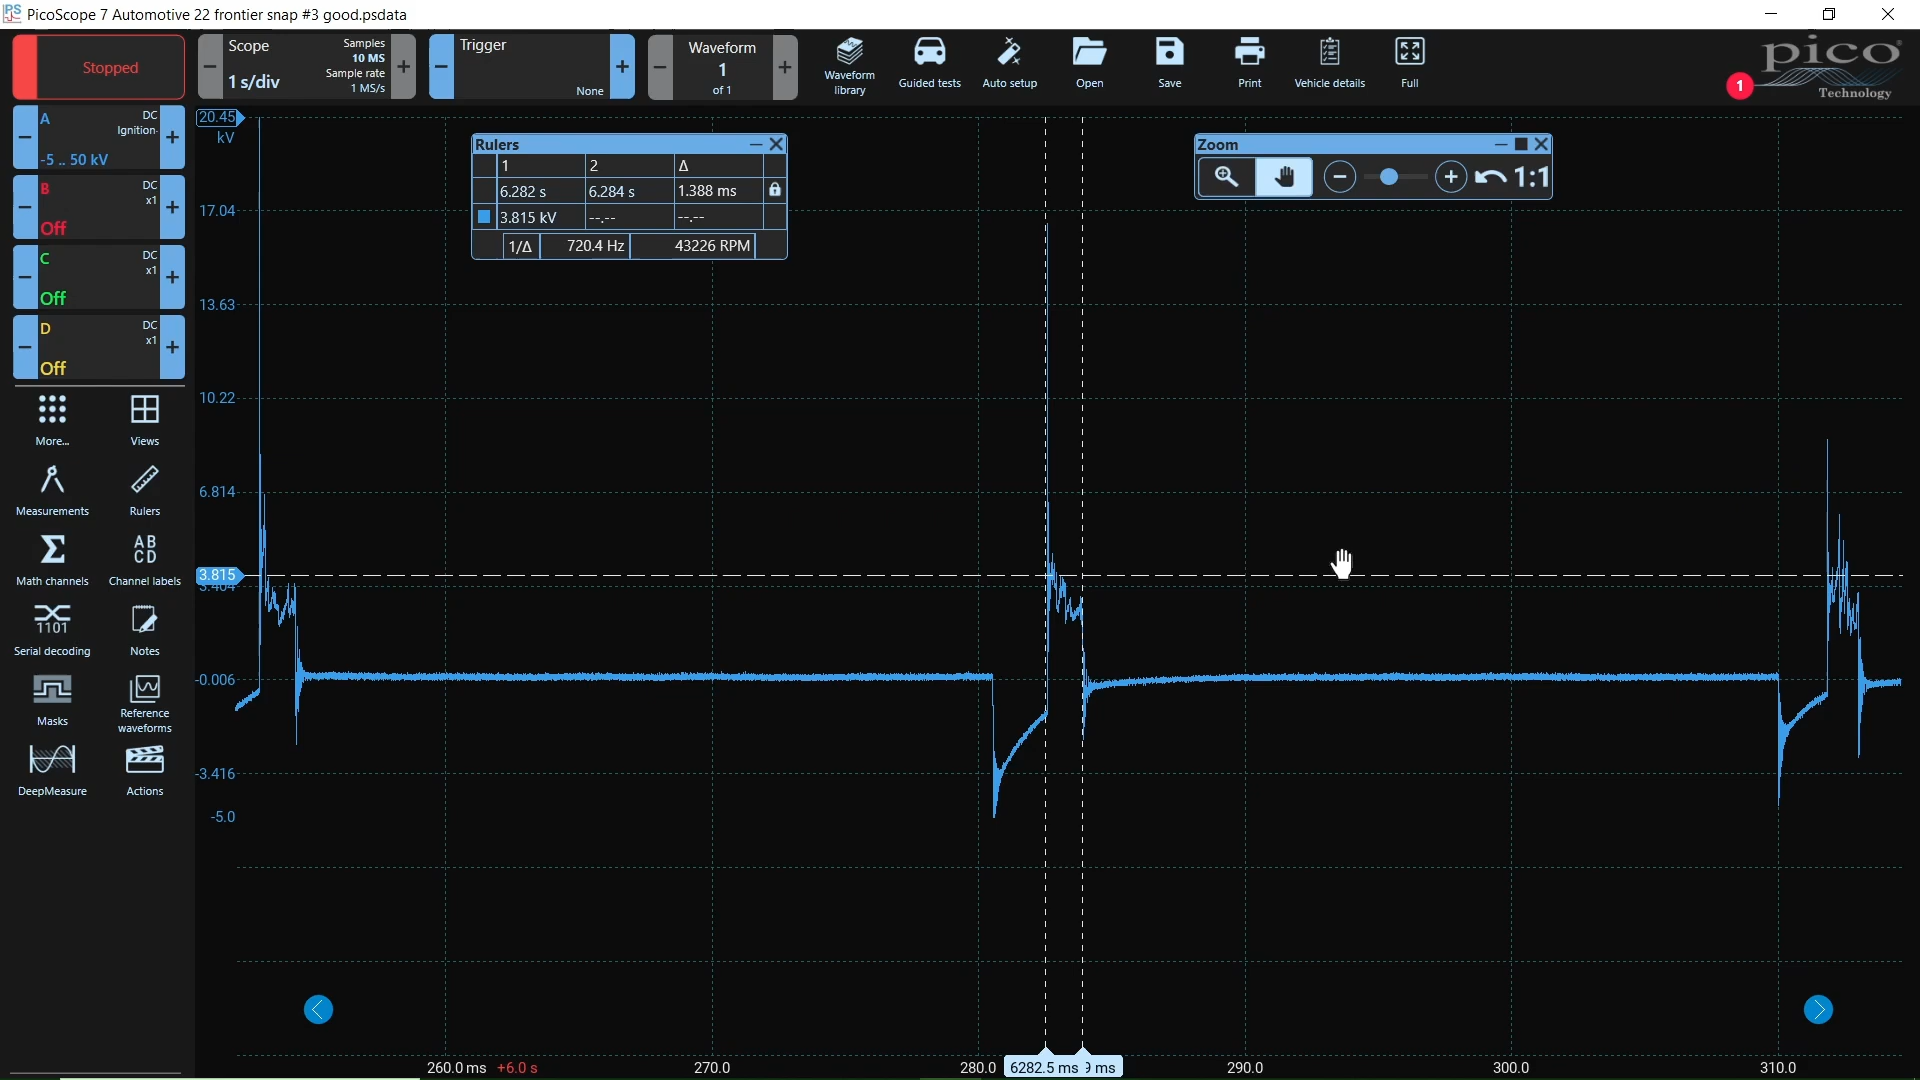 PicoScope 7 Automotive 22 frontier snap #3 good.psdata
Stopped
Scope
1 s/div
Samples
10 MS
Sample rate
1 MS/s
Trigger
None
Waveform
1
of 1
Waveform library
Guided tests
Auto setup
Open
Save
Print
Vehicle details
Full
1
pico
Technology
A
DC
Ignition
-5 .. 50 kV
B
DC
x1
Off
C
DC
x1
Off
D
DC
x1
Off
More...
Views
Measurements
Rulers
Math channels
ABCD
Channel labels
1101
Serial decoding
Notes
Masks
Reference waveforms
DeepMeasure
Actions
20.45
kV
17.04
13.63
10.22
6.814
3.815
3.404
-0.006
-3.416
-5.0
Rulers
1 2 Δ
6.282 s 6.284 s 1.388 ms
3.815 kV --.-- --.--
1/Δ 720.4 Hz 43226 RPM
Zoom
1:1
260.0 ms +6.0 s 270.0 280.0 6282.5 ms 9 ms 290.0 300.0 310.0